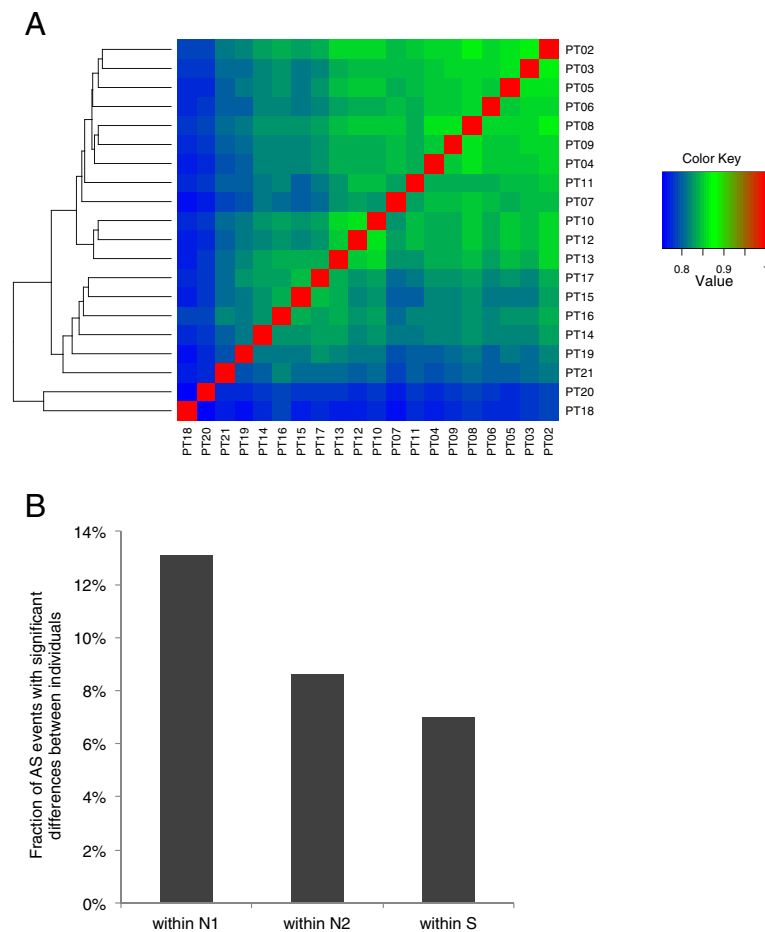 A
PT02
PT03
PT05
PT06
PT08
PT09
PT04
PT11
PT07
PT10
PT12
PT13
PT17
PT15
PT16
PT14
PT19
PT21
PT20
PT18
PT18
PT20
PT21
PT19
PT14
PT16
PT15
PT17
PT13
PT12
PT10
PT07
PT11
PT04
PT09
PT08
PT06
PT05
PT03
PT02
Color Key
0.8 0.9 1
Value
B
Fraction of AS events with significant
differences between individuals
14%
12%
10%
8%
6%
4%
2%
0%
within N1 within N2 within S